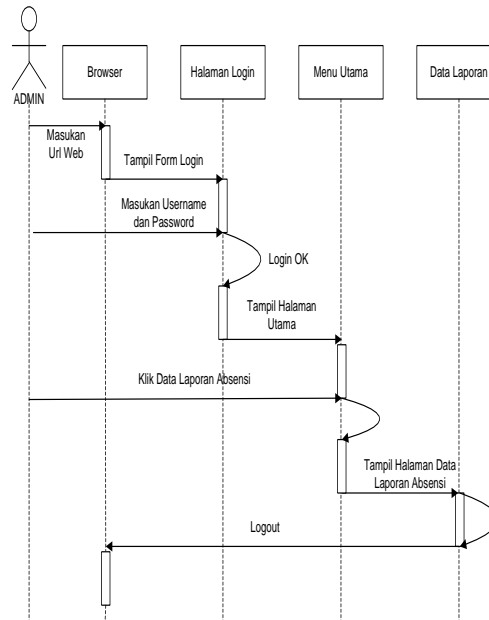 Browser
Halaman Login
Menu Utama
Data Laporan
ADMIN
Masukan
Url Web
Tampil Form Login
Masukan Username
dan Password
Login OK
Tampil Halaman
Utama
Klik Data Laporan Absensi
Tampil Halaman Data
Laporan Absensi
Logout